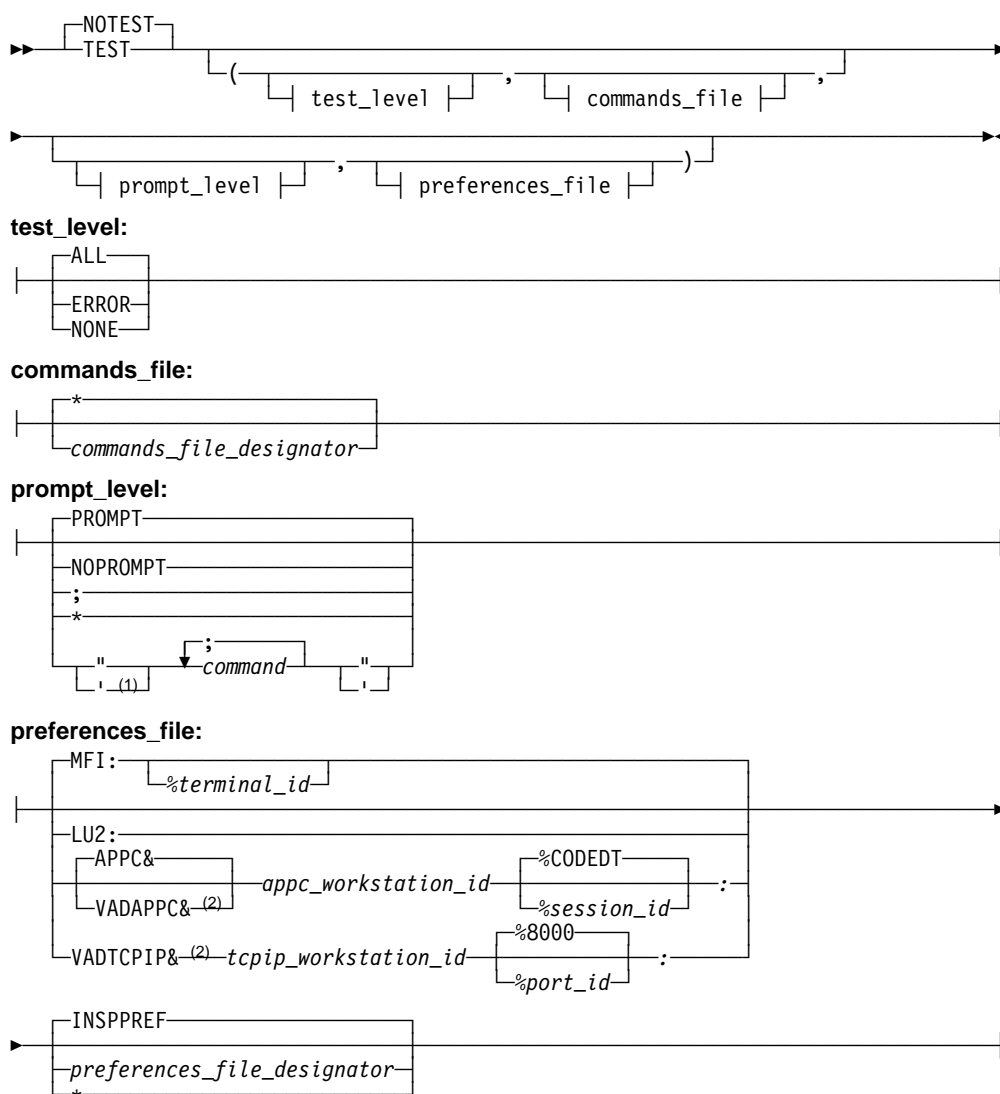 NOTEST
TEST
( , ,
test_level commands_file
, )
prompt_level preferences_file
test_level:
ALL
ERROR
NONE
commands_file:
*
commands_file_designator
prompt_level:
PROMPT
NOPROMPT
;
*
;
" command "
' (1) '
preferences_file:
MFI:
%terminal_id
LU2:
APPC& %CODEDT
appc_workstation_id :
VADAPPC& (2) %session_id
%8000
VADTCPIP& (2) tcpip_workstation_id :
%port_id
INSPPREF
preferences_file_designator
*